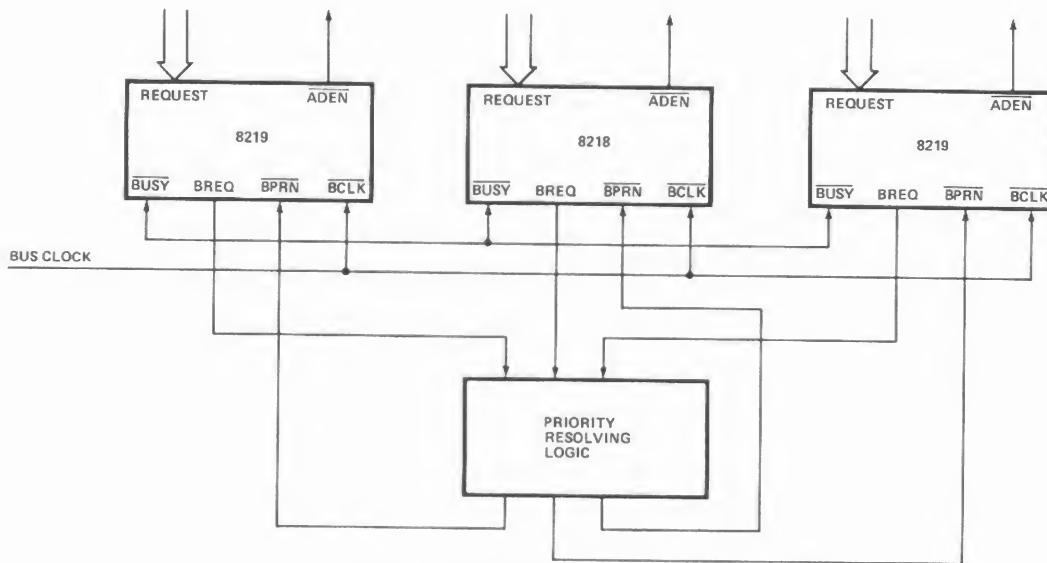 REQUEST ADEN
8219
BUSY BREQ BPRN BCLK
REQUEST ADEN
8218
BUSY BREQ BPRN BCLK
REQUEST ADEN
8219
BUSY BREQ BPRN BCLK
BUS CLOCK
PRIORITY
RESOLVING
LOGIC